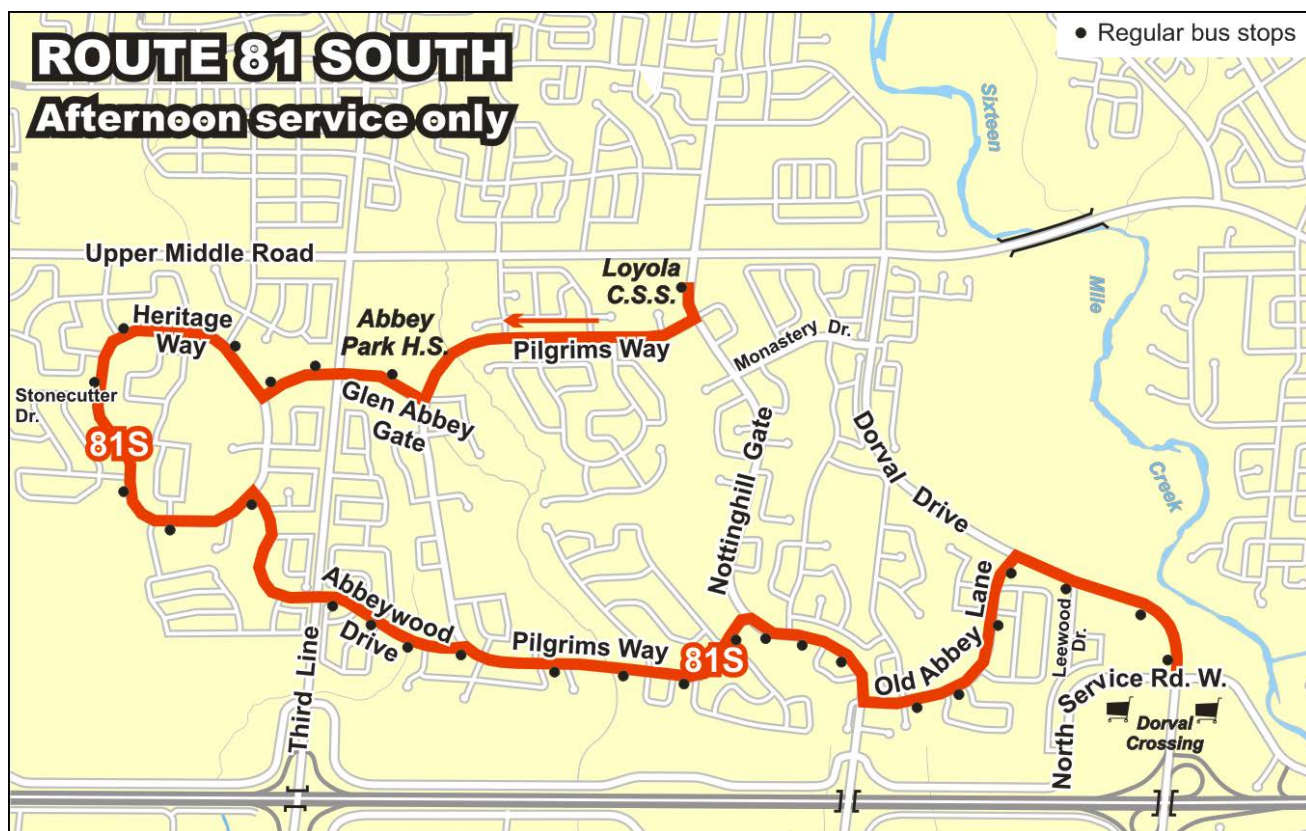 ROUTE 81 SOUTH
Afternoon service only
Regular bus stops
Sixteen
Mile
Creek
Upper Middle Road
Loyola
C.S.S.
Heritage
Way
Abbey
Park H.S.
Pilgrims Way
Monastery Dr.
Stonecutter
Dr.
Glen Abbey
Gate
81S
Nottinghill Gate
Dorval Drive
Abbeywood
Drive
Third Line
Pilgrims Way
81S
Old Abbey Lane
Leewood
Dr.
North Service Rd. W.
Dorval
Crossing